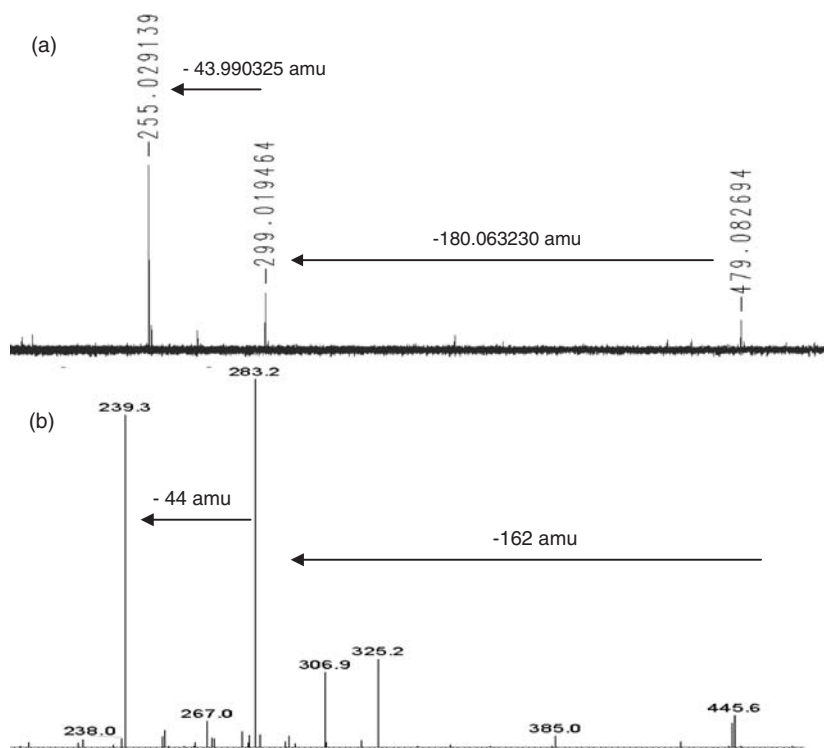 (a)
- 43.990325 amu
255.029139
299.019464
-180.063230 amu
479.082694
(b)
239.3
283.2
- 44 amu
-162 amu
238.0
267.0
306.9
325.2
385.0
445.6